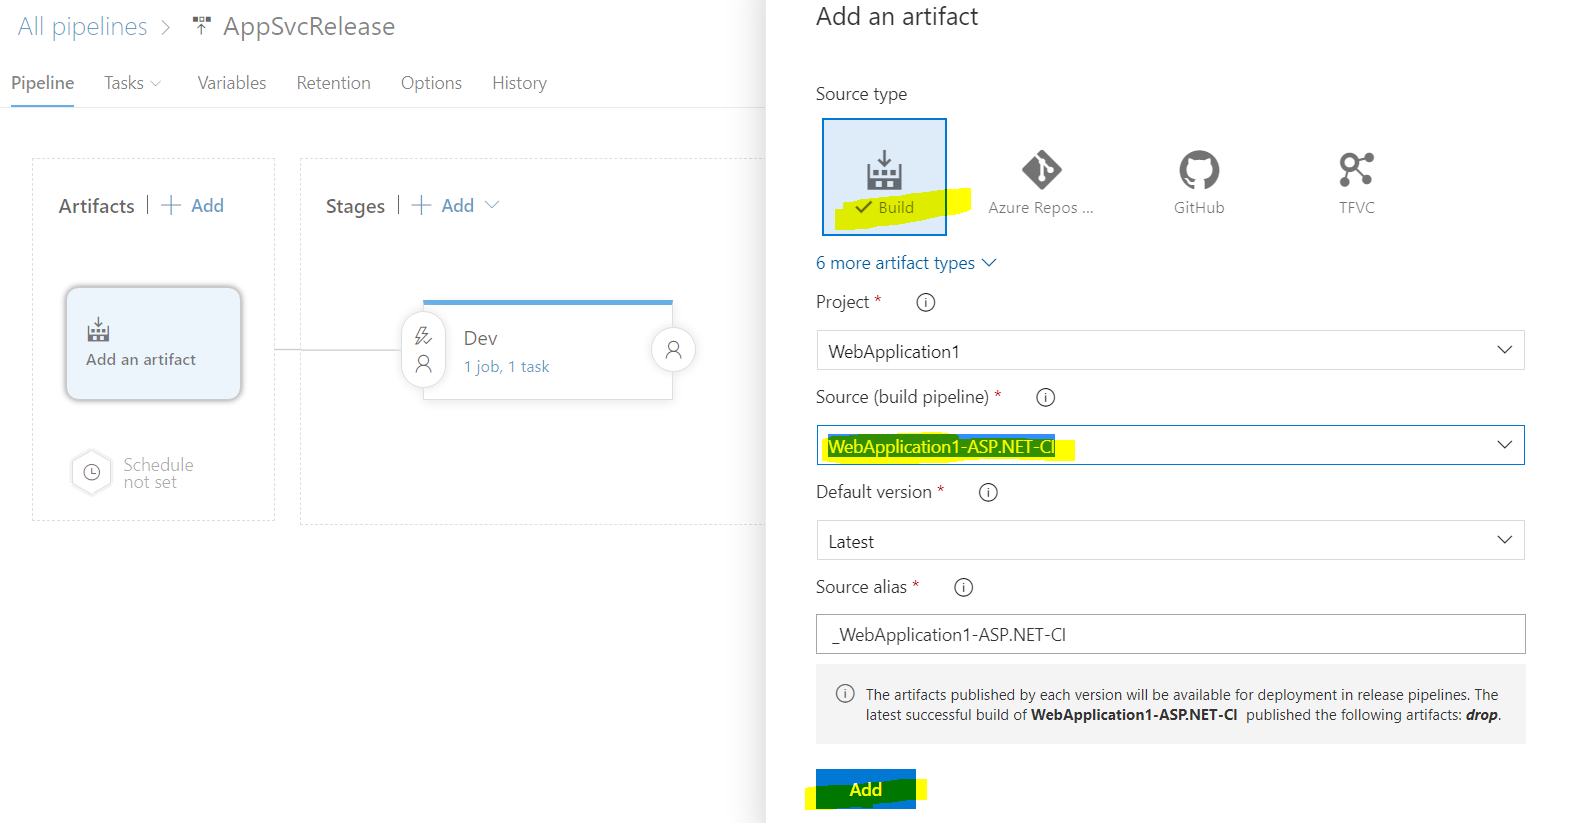 All pipelines > AppSvcRelease
Pipeline Tasks Variables Retention Options History
Artifacts | + Add
Stages | + Add
Add an artifact
Schedule
not set
Dev
1 job, 1 task
Add an artifact
Source type
Build
Azure Repos ...
GitHub
TFVC
6 more artifact types
Project *
WebApplication1
Source (build pipeline) *
WebApplication1-ASP.NET-CI
Default version *
Latest
Source alias *
_WebApplication1-ASP.NET-CI
The artifacts published by each version will be available for deployment in release pipelines. The
latest successful build of WebApplication1-ASP.NET-CI published the following artifacts: drop.
Add